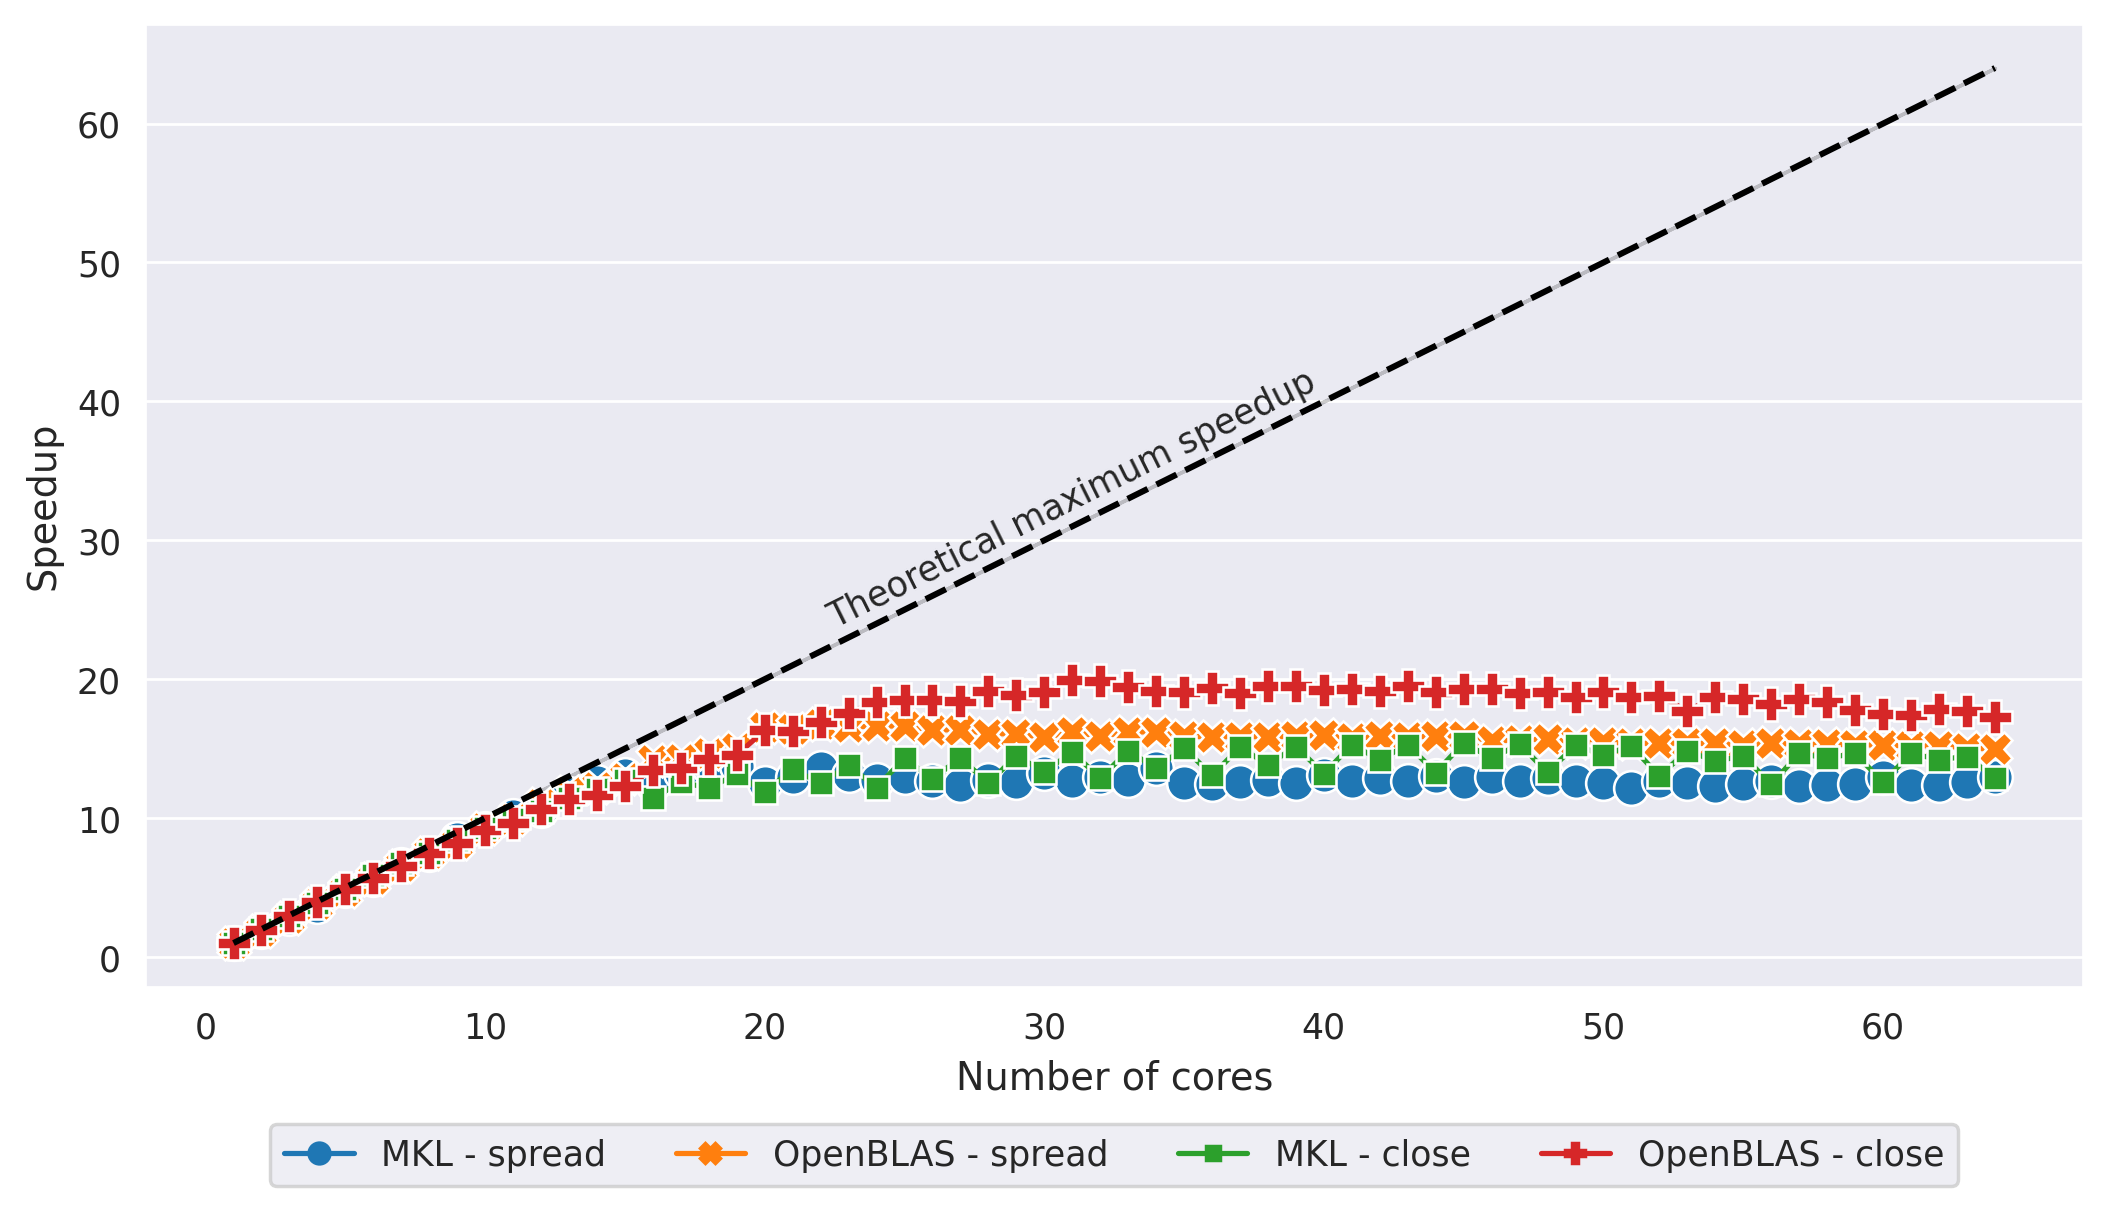 60
50
40
30
20
10
0
Speedup
Theoretical maximum speedup
0 10 20 30 40 50 60
Number of cores
MKL - spread OpenBLAS - spread MKL - close OpenBLAS - close